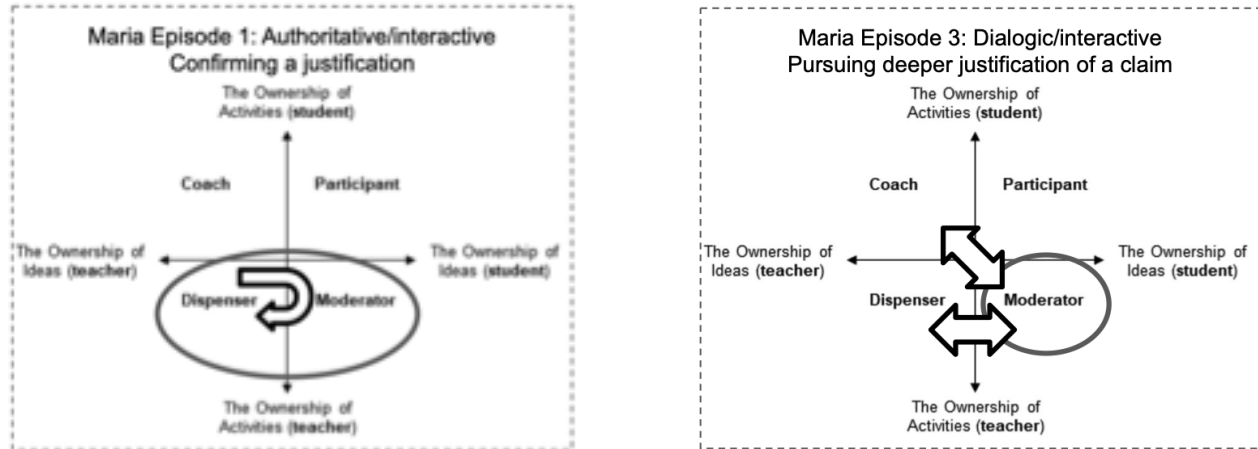 Maria Episode 1: Authoritative/interactive
Confirming a justification
The Ownership of
Activities (student)
Coach
Participant
The Ownership of
Ideas (teacher)
The Ownership of
Ideas (student)
Dispenser
Moderator
The Ownership of
Activities (teacher)
Maria Episode 3: Dialogic/interactive
Pursuing deeper justification of a claim
The Ownership of
Activities (student)
Coach
Participant
The Ownership of
Ideas (teacher)
The Ownership of
Ideas (student)
Dispenser
Moderator
The Ownership of
Activities (teacher)